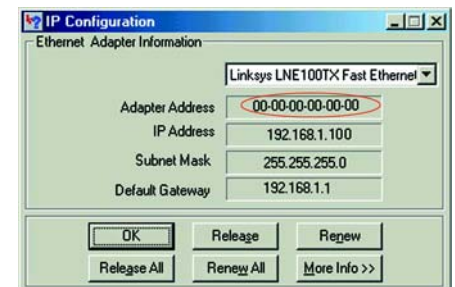 IP Configuration
Ethernet Adapter Information
Linksys LNE100TX Fast Ethernet
Adapter Address 00-00-00-00-00-00
IP Address 192.168.1.100
Subnet Mask 255.255.255.0
Default Gateway 192.168.1.1
OK Release Renew
Release All Renew All More Info >>